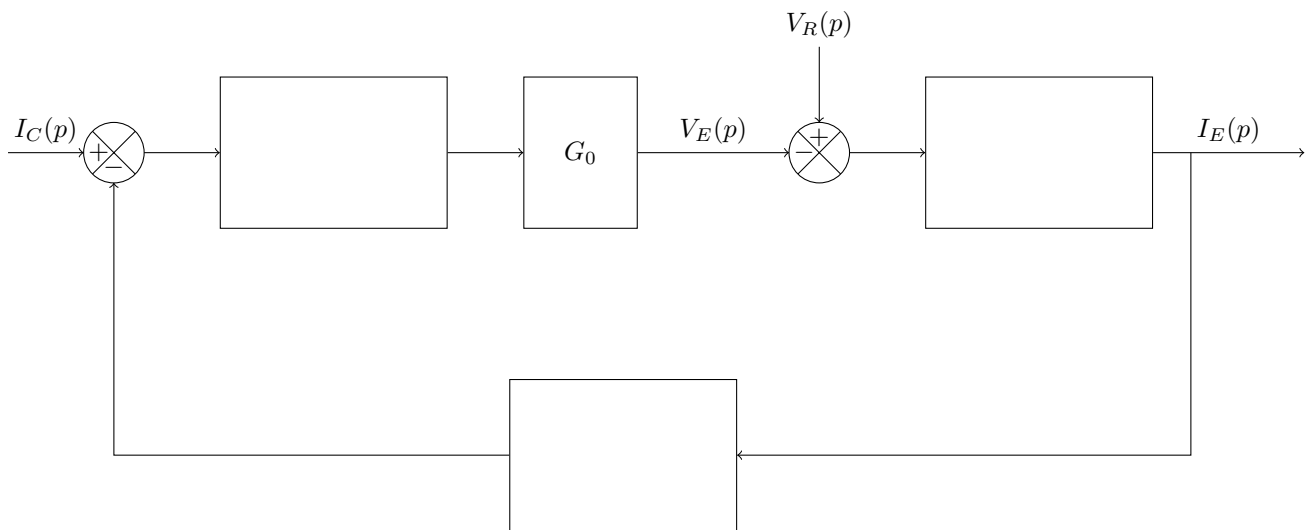 V_R(p)
I_C(p)
+
−
G_0
V_E(p)
+
−
I_E(p)